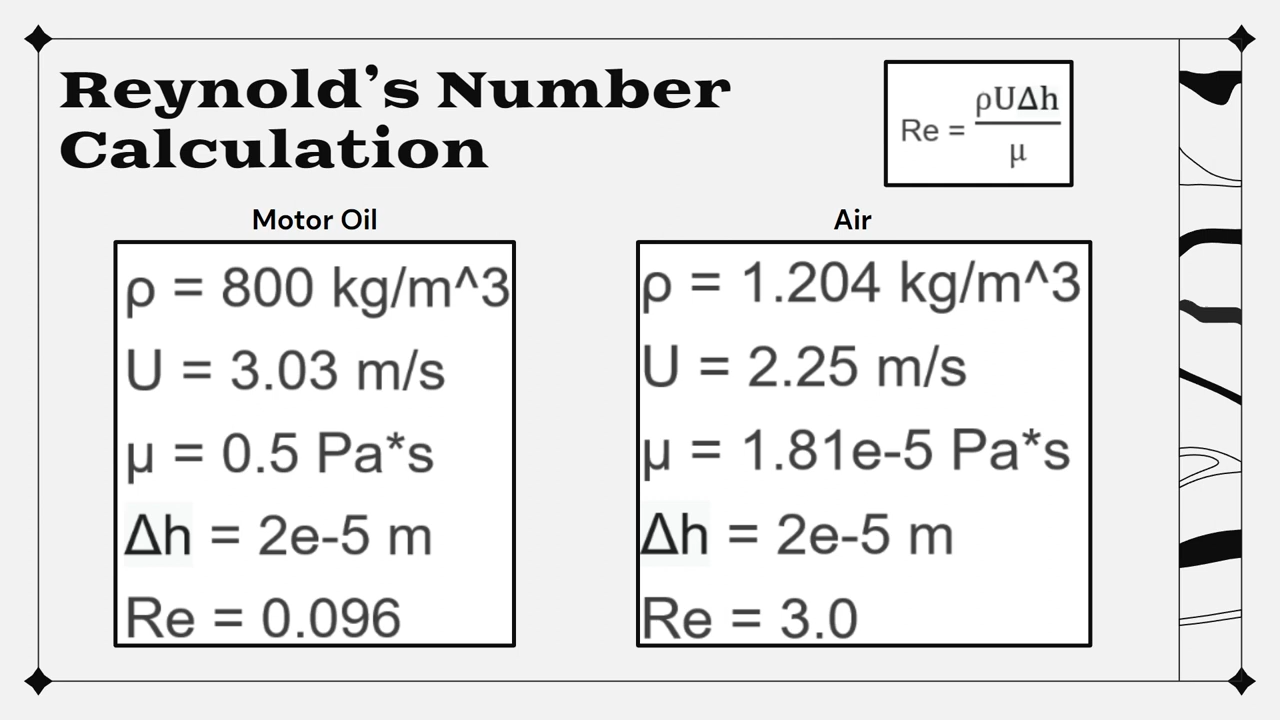 Reynold’s Number
Calculation
Re = ρUΔh / μ
Motor Oil
ρ = 800 kg/m^3
U = 3.03 m/s
μ = 0.5 Pa*s
Δh = 2e-5 m
Re = 0.096
Air
ρ = 1.204 kg/m^3
U = 2.25 m/s
μ = 1.81e-5 Pa*s
Δh = 2e-5 m
Re = 3.0